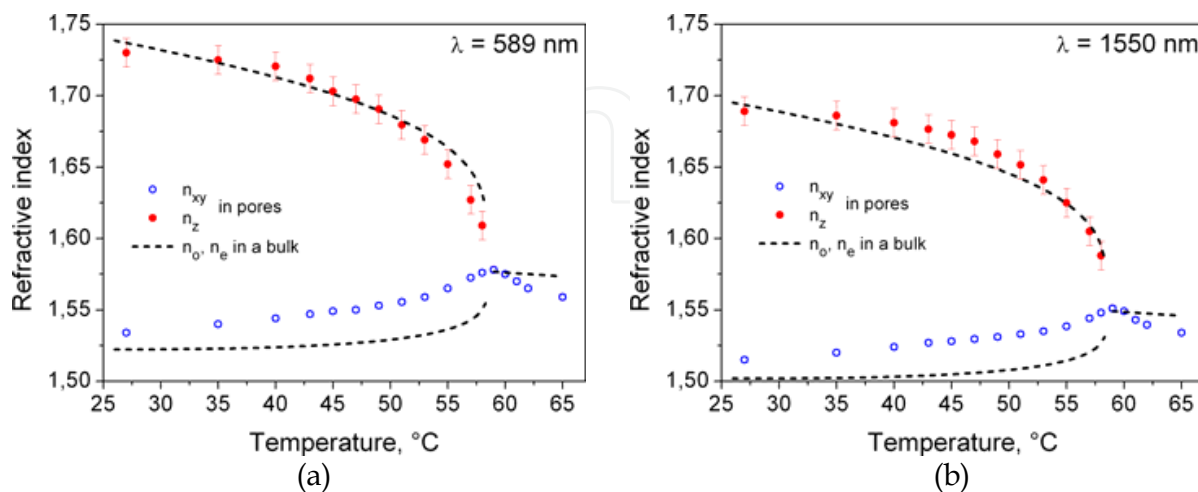 1,75
1,70
1,65
1,60
1,55
1,50
Refractive index
λ = 589 nm
n_xy
n_z
in pores
n_o, n_e in a bulk
25 30 35 40 45 50 55 60 65
Temperature, °C
(a)
1,75
1,70
1,65
1,60
1,55
1,50
Refractive index
λ = 1550 nm
n_xy
n_z
in pores
n_o, n_e in a bulk
25 30 35 40 45 50 55 60 65
Temperature, °C
(b)